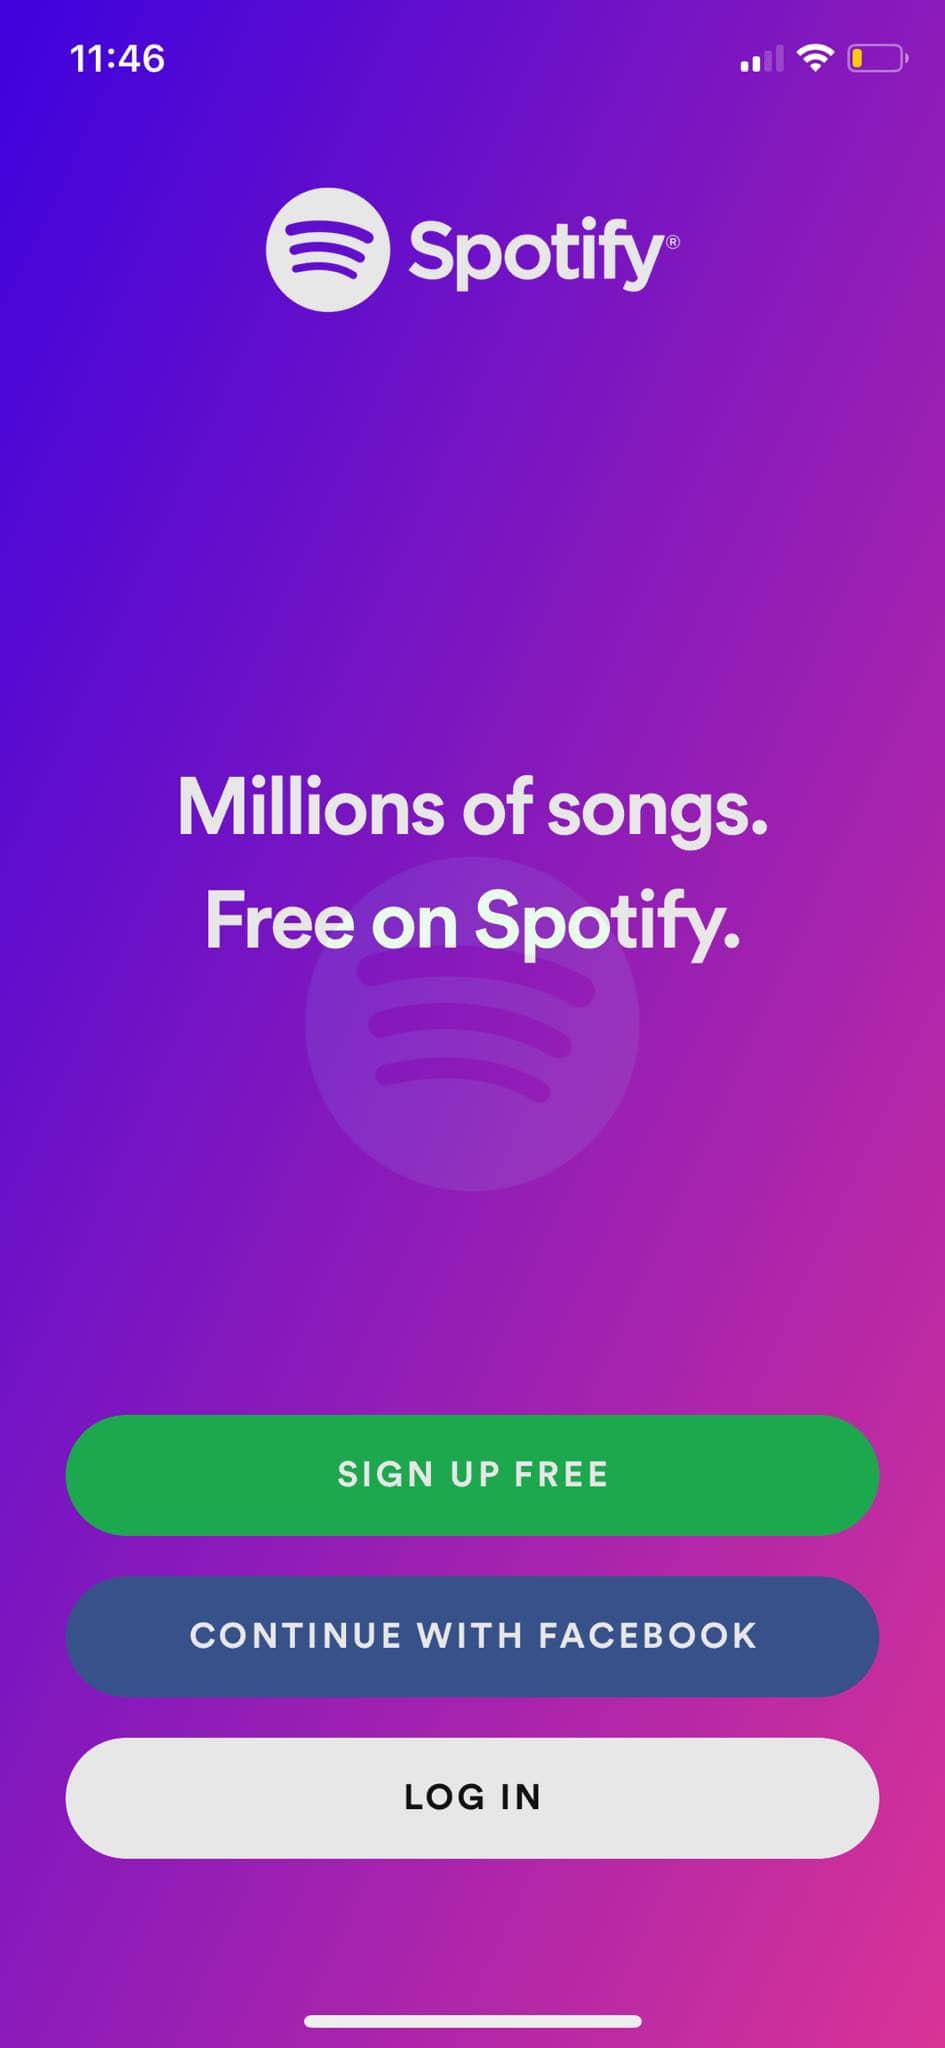 11:46
Spotify®
Millions of songs.
Free on Spotify.
SIGN UP FREE
CONTINUE WITH FACEBOOK
LOG IN